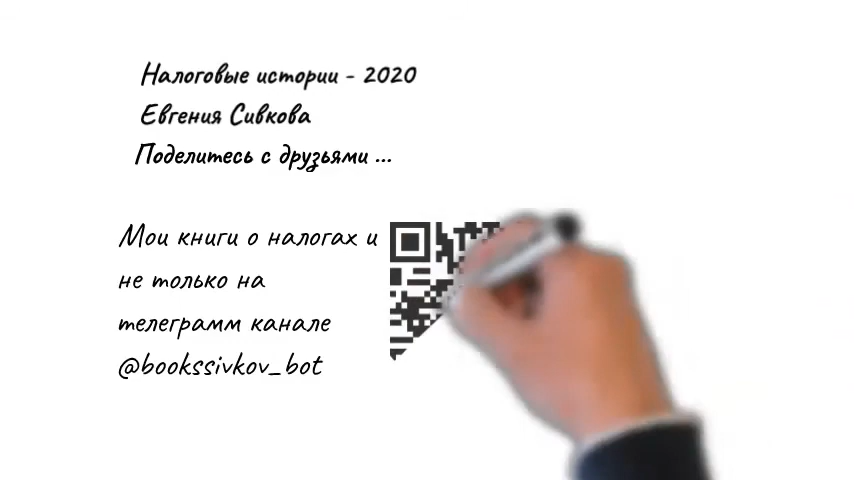 Налоговые истории - 2020
Евгения Сивкова
Поделитесь с друзьями ...
Мои книги о налогах и
не только на
телеграмм канале
@bookssivkov_bot